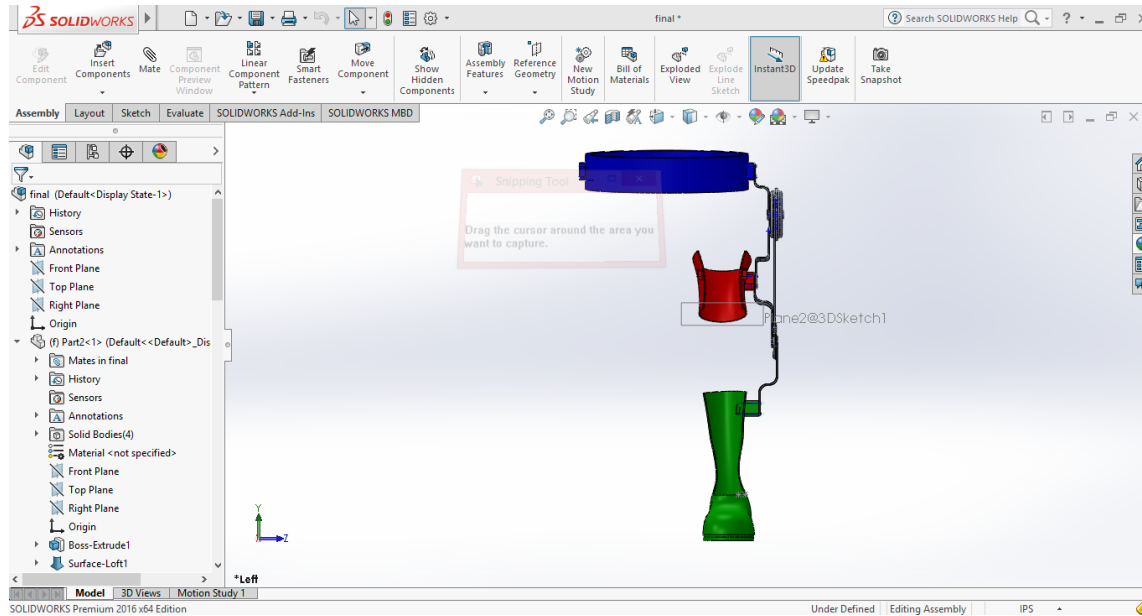 SOLIDWORKS
final *
Search SOLIDWORKS Help
Edit Component
Insert Components
Mate
Component Preview Window
Linear Component Pattern
Smart Fasteners
Move Component
Show Hidden Components
Assembly Features
Reference Geometry
New Motion Study
Bill of Materials
Exploded View
Explode Line Sketch
Instant3D
Update Speedpak
Take Snapshot
Assembly
Layout
Sketch
Evaluate
SOLIDWORKS Add-Ins
SOLIDWORKS MBD
final (Default<Display State-1>)
History
Sensors
Annotations
Front Plane
Top Plane
Right Plane
Origin
(f) Part2<1> (Default<<Default>_Dis
Mates in final
History
Sensors
Annotations
Solid Bodies(4)
Material <not specified>
Front Plane
Top Plane
Right Plane
Origin
Boss-Extrude1
Surface-Loft1
Snipping Tool
Drag the cursor around the area you
want to capture.
Plane2@3DSketch1
Y
Z
*Left
Model
3D Views
Motion Study 1
SOLIDWORKS Premium 2016 x64 Edition
Under Defined
Editing Assembly
IPS